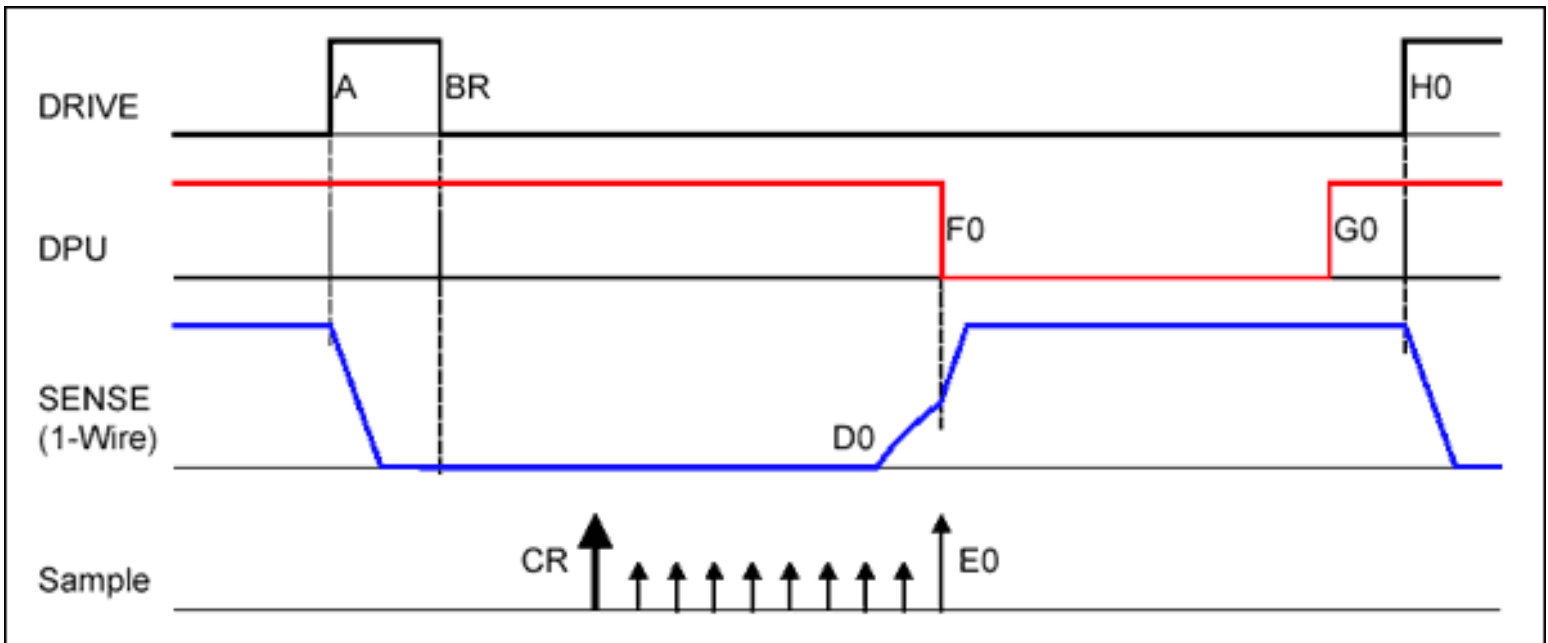 DRIVE
A
BR
H0
DPU
F0
G0
SENSE
(1-Wire)
D0
Sample
CR
E0